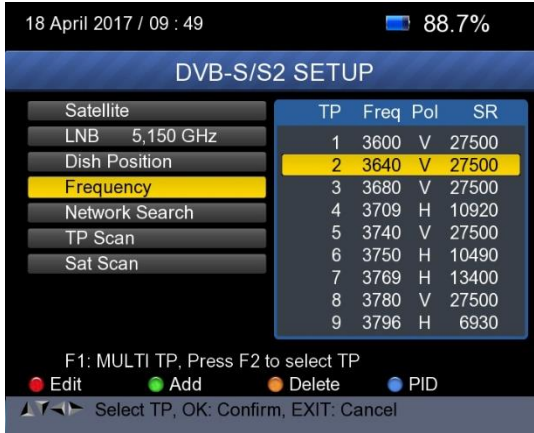 18 April 2017 / 09 : 49 88.7%
DVB-S/S2 SETUP
Satellite
LNB 5,150 GHz
Dish Position
Frequency
Network Search
TP Scan
Sat Scan
TP Freq Pol SR
1 3600 V 27500
2 3640 V 27500
3 3680 V 27500
4 3709 H 10920
5 3740 V 27500
6 3750 H 10490
7 3769 H 13400
8 3780 V 27500
9 3796 H 6930
F1: MULTI TP, Press F2 to select TP
Edit Add Delete PID
Select TP, OK: Confirm, EXIT: Cancel